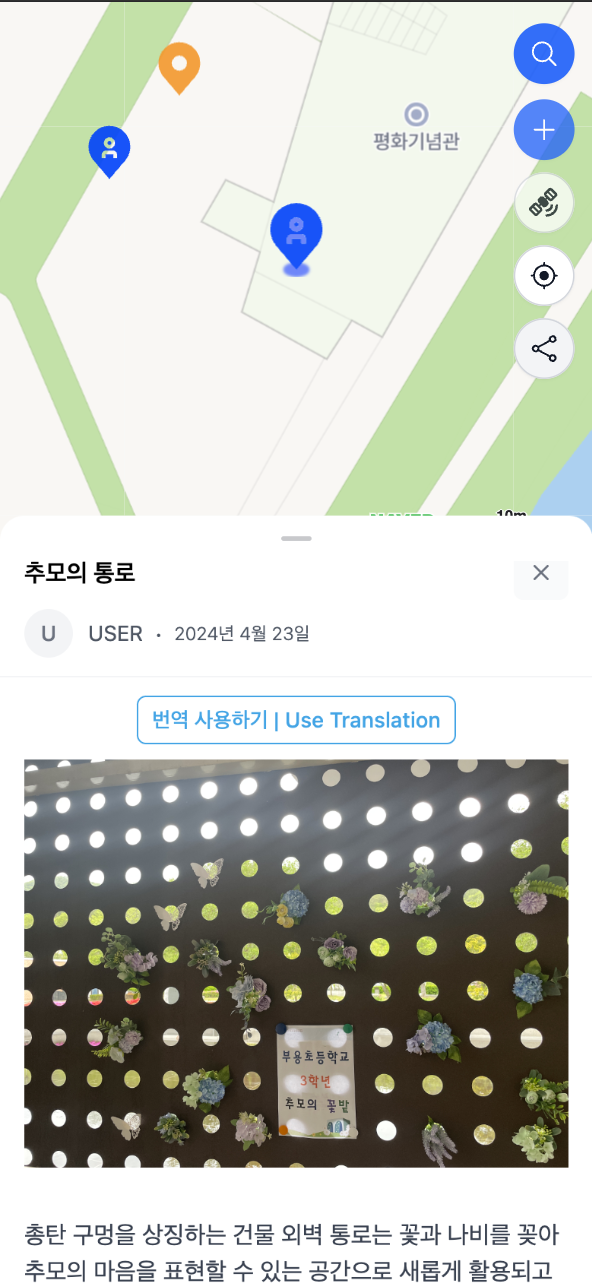 평화기념관
10m
추모의 통로
U
USER · 2024년 4월 23일
번역 사용하기 | Use Translation
부용초등학교
3학년
추모의 꽃밭
총탄 구멍을 상징하는 건물 외벽 통로는 꽃과 나비를 꽂아
추모의 마음을 표현할 수 있는 공간으로 새롭게 활용되고